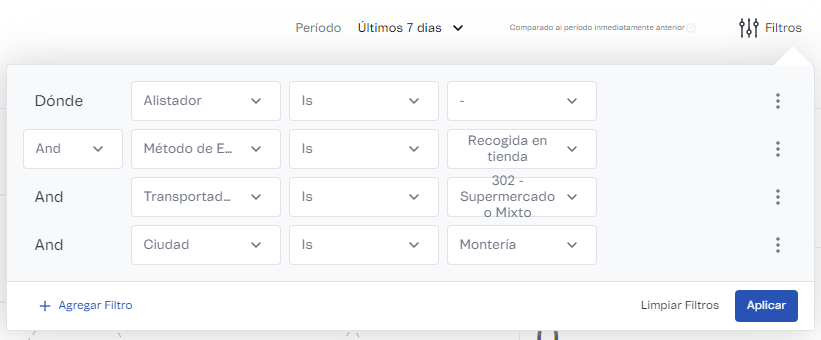 Período Últimos 7 dias Comparado al período inmediatamente anterior Filtros
Dónde Alistador Is -
And Método de E... Is Recogida en
tienda
And Transportad... Is 302 -
Supermercado
o Mixto
And Ciudad Is Montería
+ Agregar Filtro Limpiar Filtros Aplicar